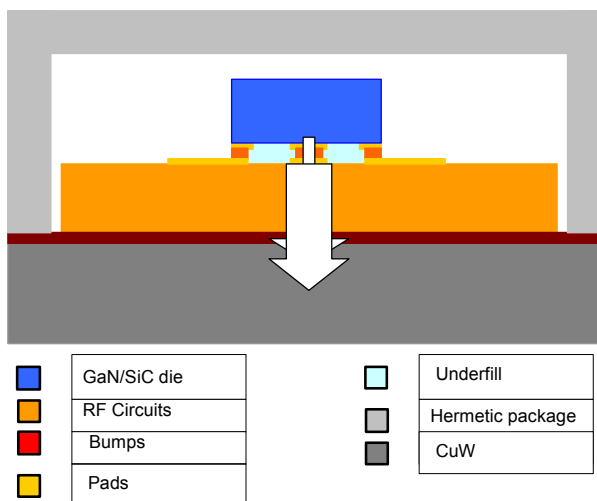 GaN/SiC die
RF Circuits
Bumps
Pads
Underfill
Hermetic package
CuW